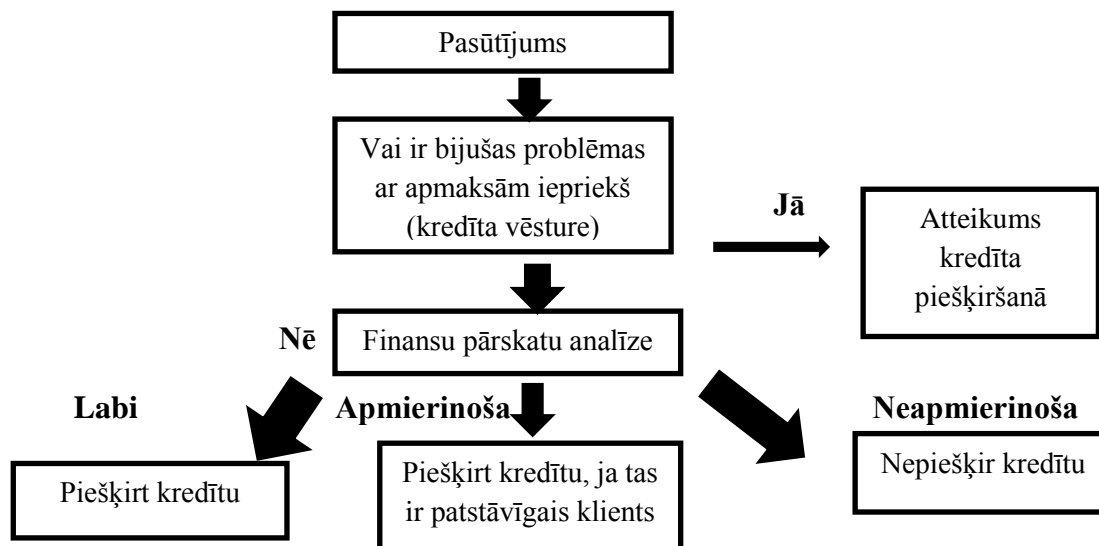 Pasūtījums
Vai ir bijušas problēmas
ar apmaksām iepriekš
(kredīta vēsture)
Jā
Atteikums
kredīta
piešķiršanā
Nē
Finansu pārskatu analīze
Labi
Apmierinoša
Neapmierinoša
Piešķirt kredītu
Piešķirt kredītu, ja tas
ir patstāvīgais klients
Nepiešķir kredītu